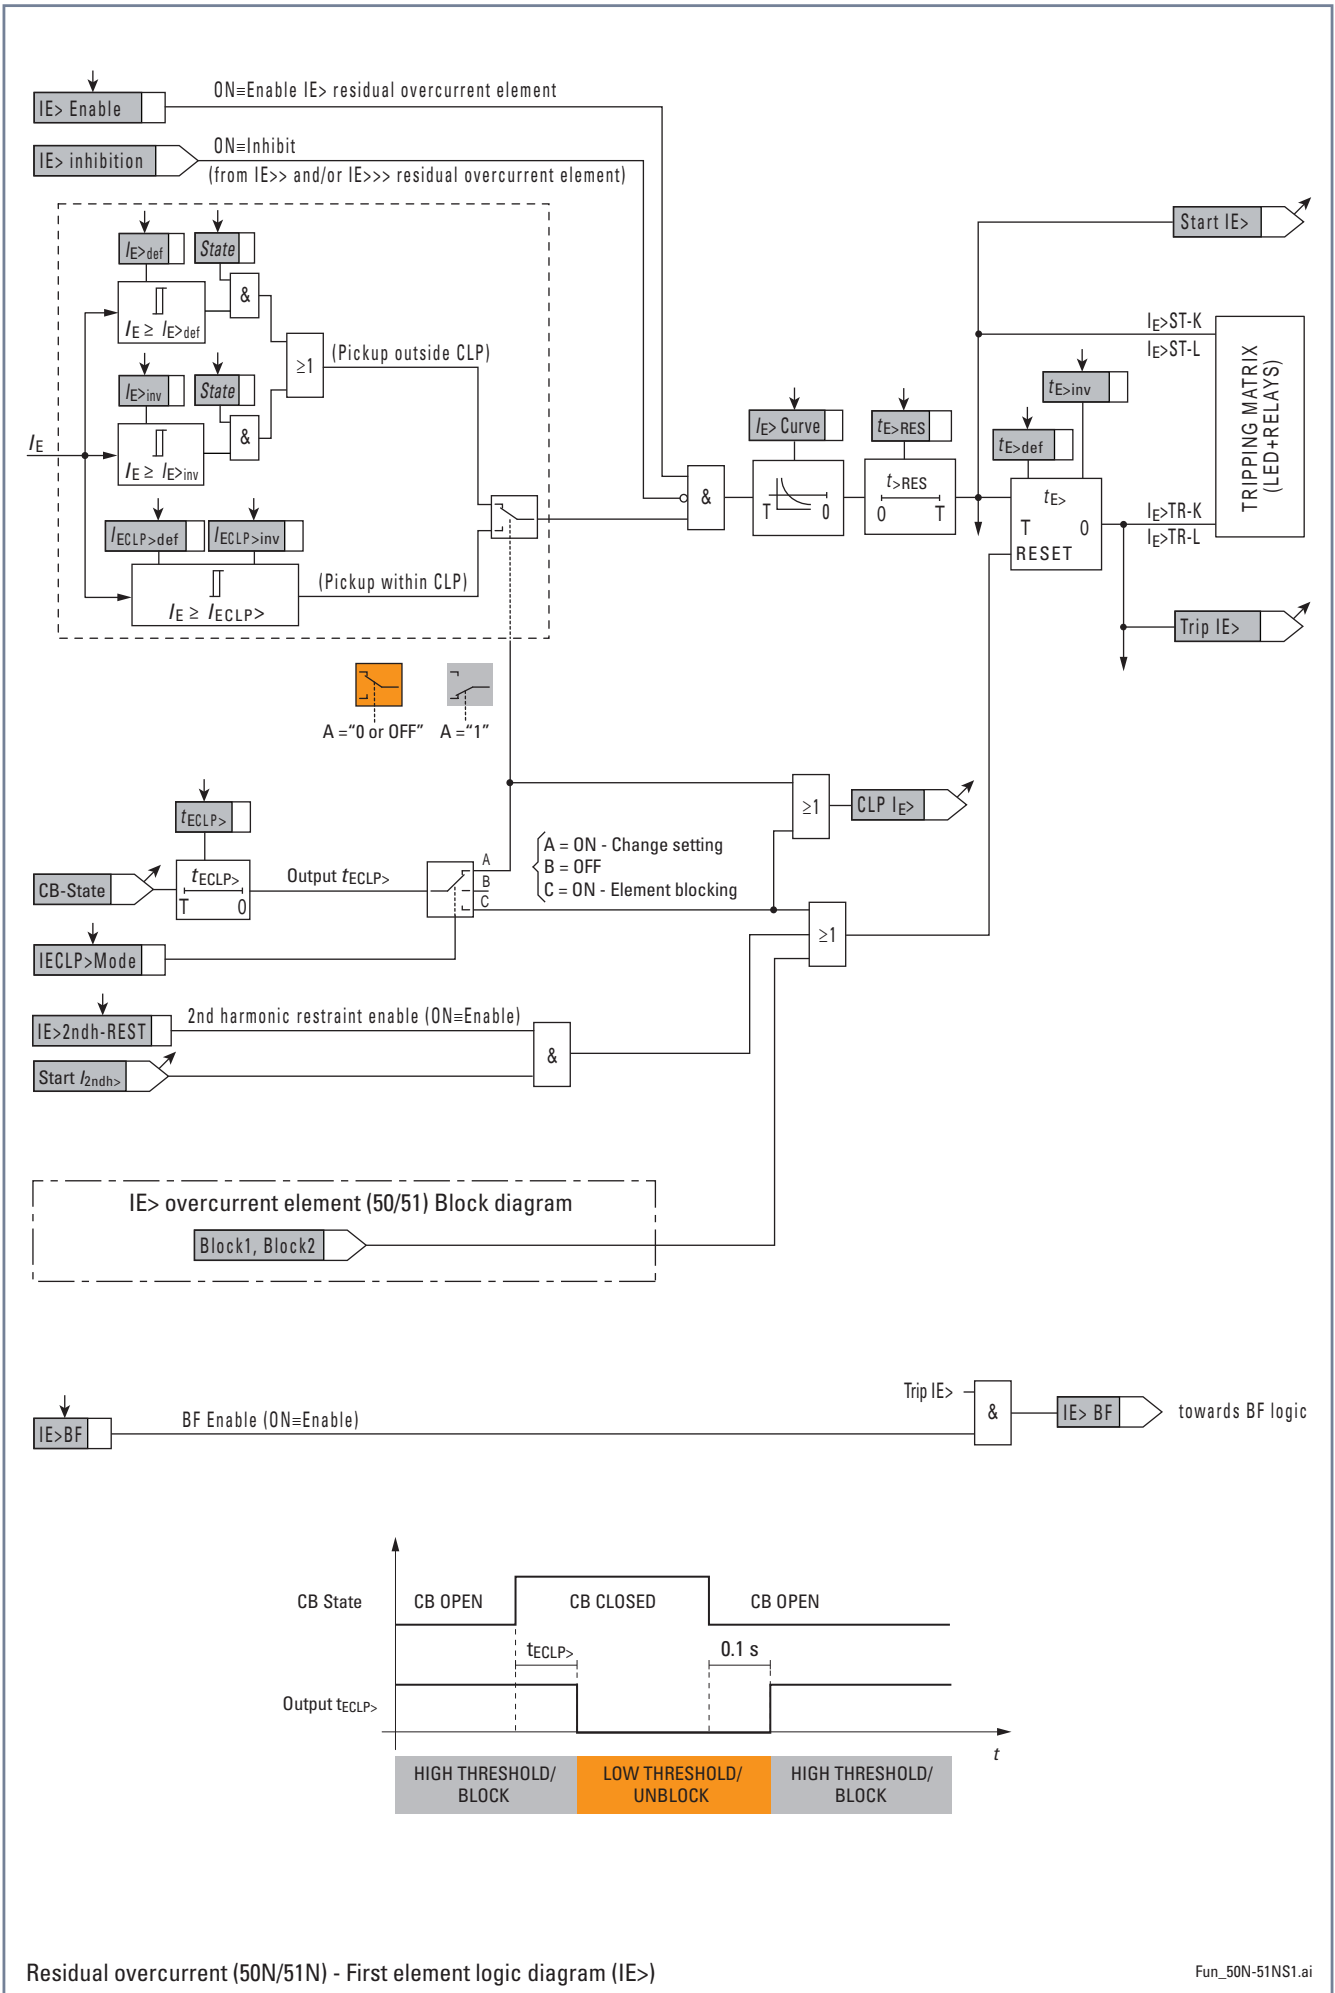 ON≡Enable IE> residual overcurrent element
IE> Enable
ON≡Inhibit
IE> inhibition
(from IE>> and/or IE>>> residual overcurrent element)
Start IE>
IE>def
State
&
IE ≥ IE>def
≥1
(Pickup outside CLP)
IE>inv
State
&
IE ≥ IE>inv
IE
IECLP>def
IECLP>inv
(Pickup within CLP)
IE ≥ IECLP>
&
IE> Curve
T 0
tE>RES
t>RES
0 T
tE>inv
tE>def
tE>
T 0
RESET
IE>ST-K
IE>ST-L
IE>TR-K
IE>TR-L
TRIPPING MATRIX
(LED+RELAYS)
Trip IE>
A =“0 or OFF” A =“1”
tECLP>
CB-State
tECLP>
T 0
Output tECLP>
A
B
C
A = ON - Change setting
B = OFF
C = ON - Element blocking
≥1
CLP IE>
≥1
IECLP>Mode
IE>2ndh-REST
2nd harmonic restraint enable (ON≡Enable)
&
Start I2ndh>
IE> overcurrent element (50/51) Block diagram
Block1, Block2
Trip IE>
&
IE> BF
towards BF logic
IE>BF
BF Enable (ON≡Enable)
CB State
CB OPEN
CB CLOSED
CB OPEN
tECLP>
0.1 s
Output tECLP>
t
HIGH THRESHOLD/
BLOCK
LOW THRESHOLD/
UNBLOCK
HIGH THRESHOLD/
BLOCK
Residual overcurrent (50N/51N) - First element logic diagram (IE>)
Fun_50N-51NS1.ai